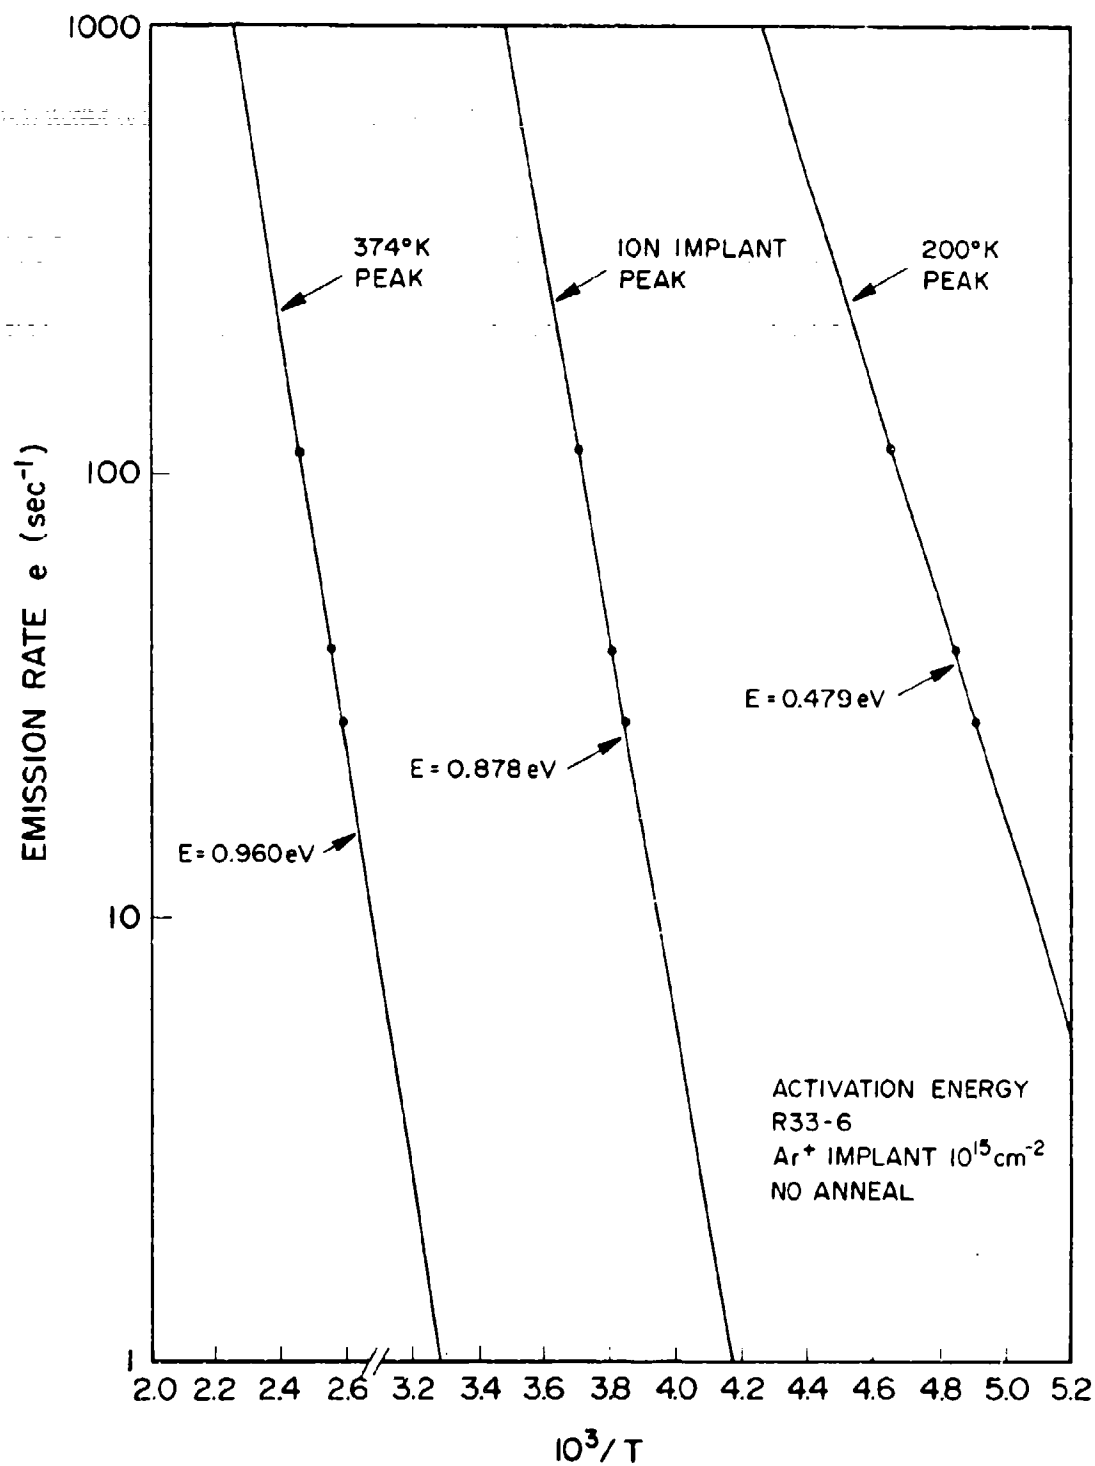 1000
374°K
PEAK
ION IMPLANT
PEAK
200°K
PEAK
100
EMISSION RATE e (sec⁻¹)
E = 0.479 eV
E = 0.878 eV
E = 0.960 eV
10
ACTIVATION ENERGY
R33-6
Ar⁺ IMPLANT 10¹⁵cm⁻²
NO ANNEAL
1
2.0 2.2 2.4 2.6 3.2 3.4 3.6 3.8 4.0 4.2 4.4 4.6 4.8 5.0 5.2
10³/T